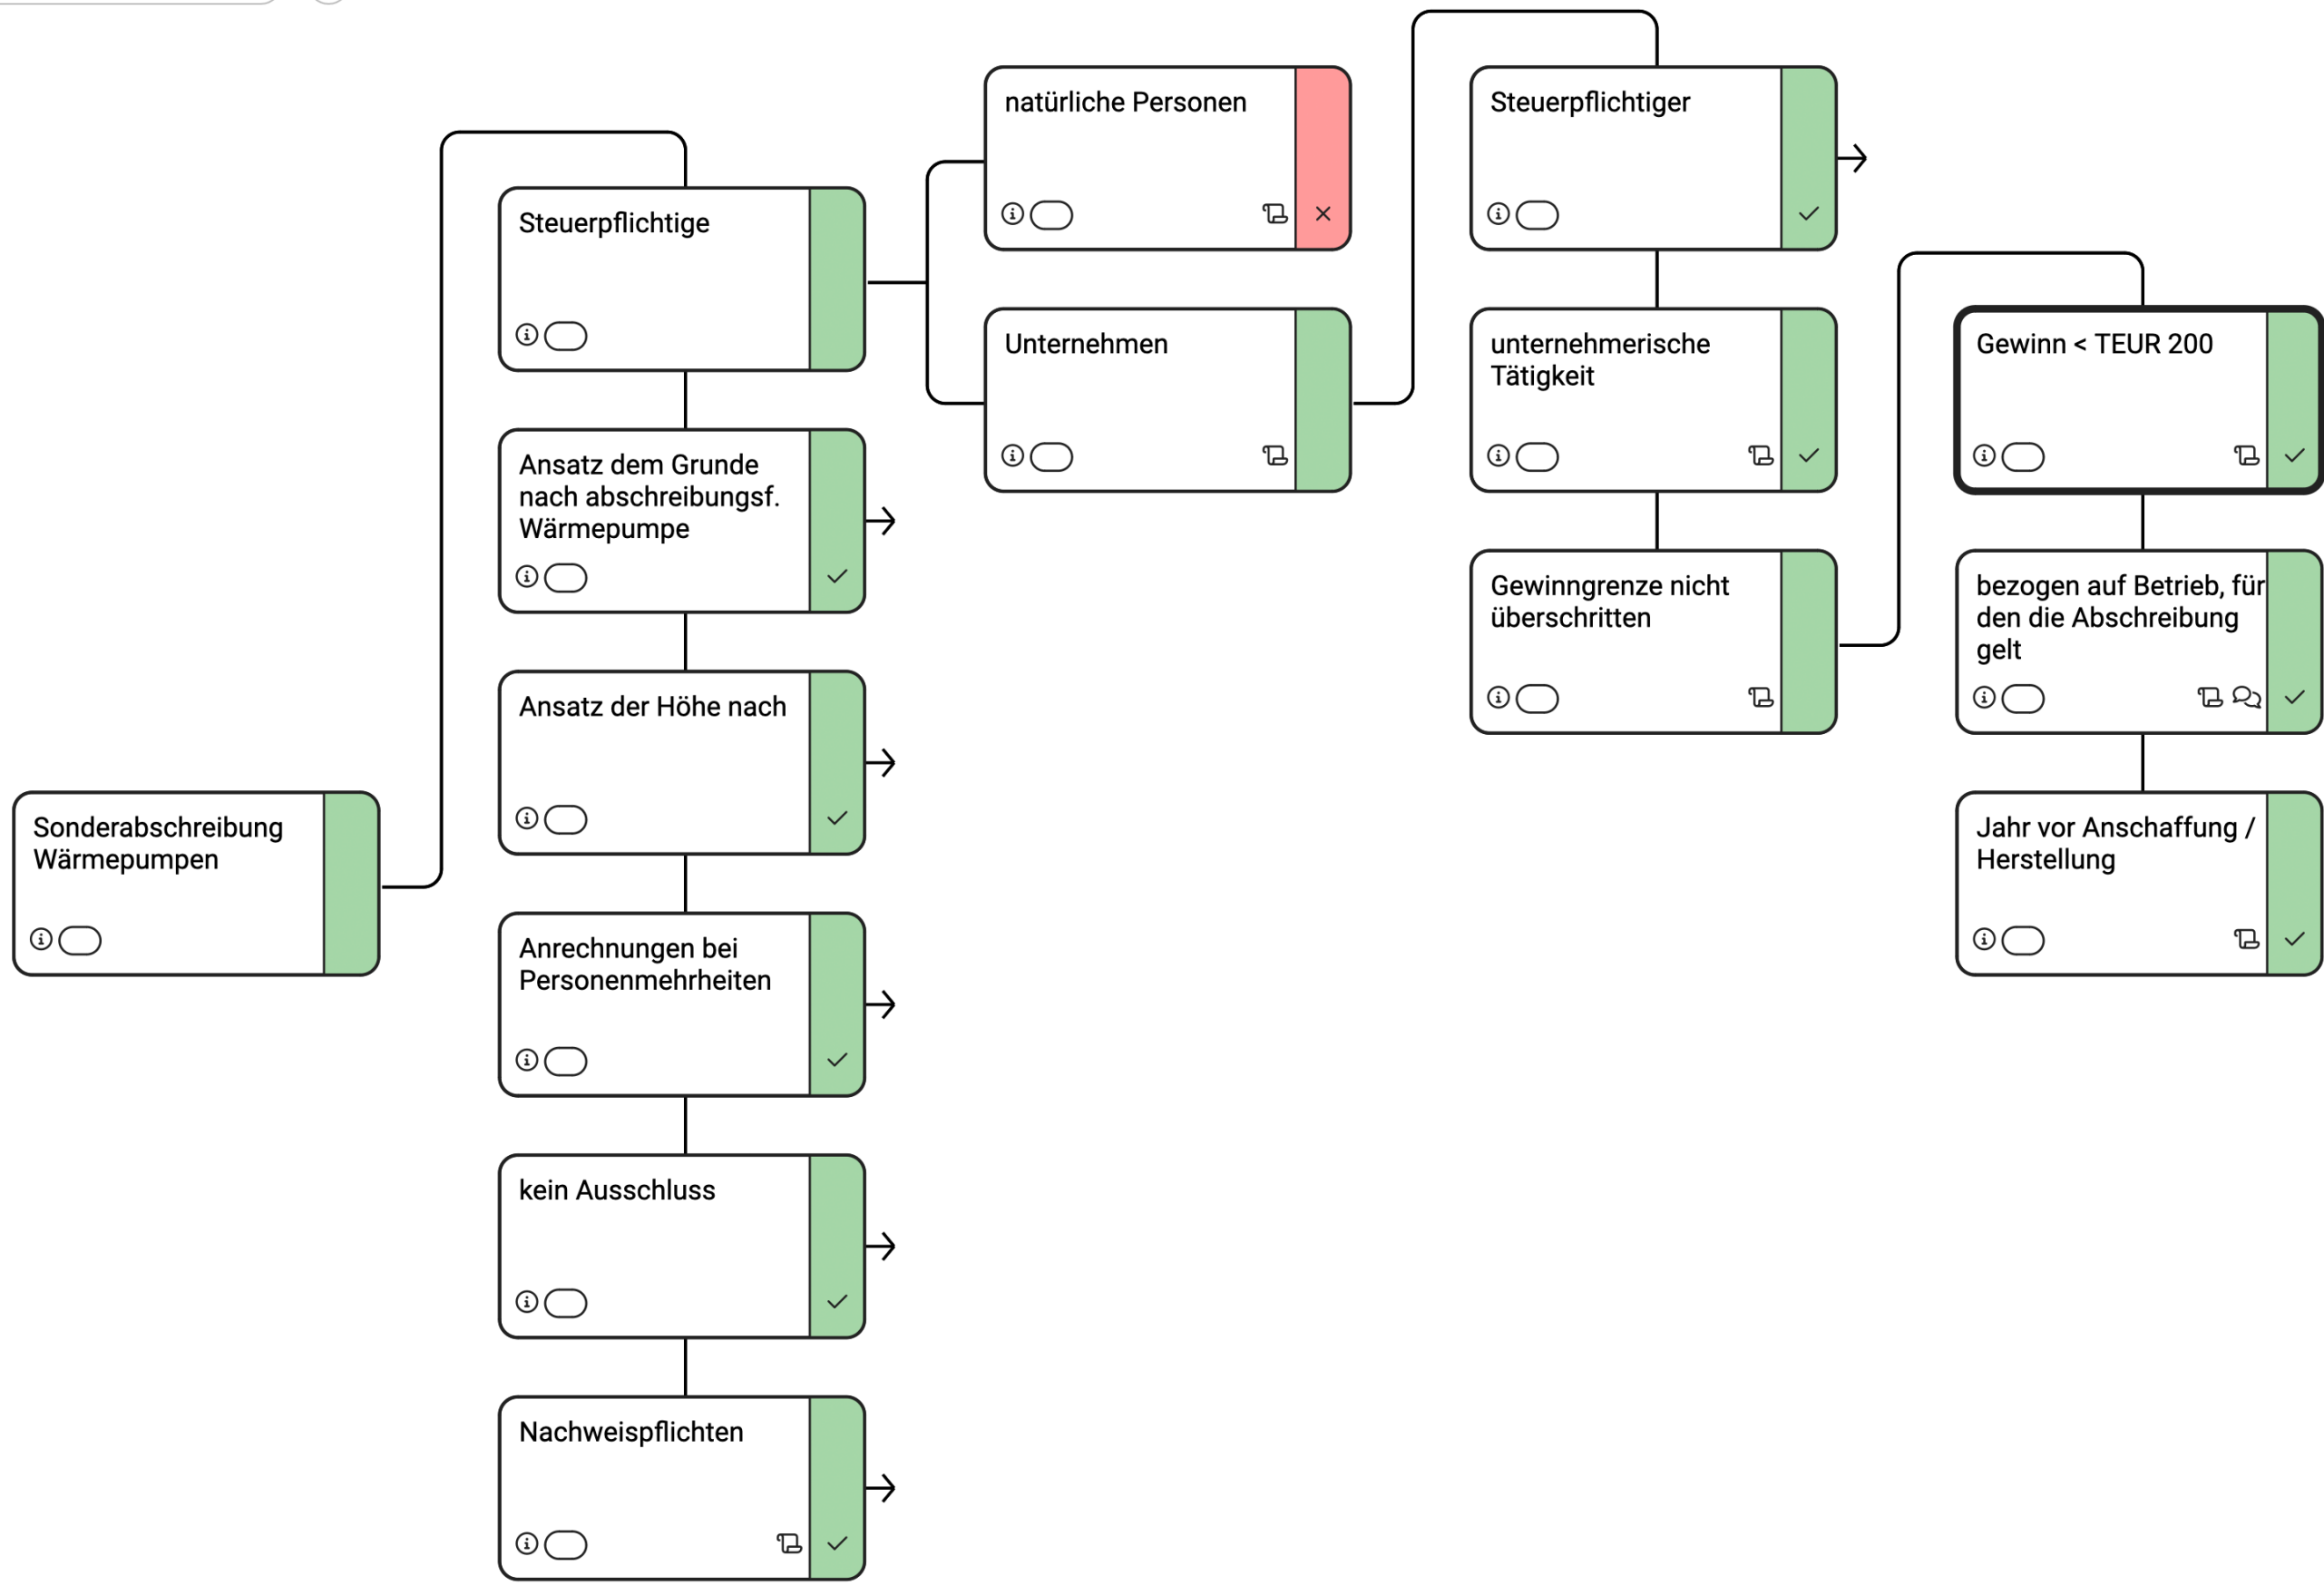 Sonderabschreibung
Wärmepumpen
Steuerpflichtige
Ansatz dem Grunde
nach abschreibungsf.
Wärmepumpe
Ansatz der Höhe nach
Anrechnungen bei
Personenmehrheiten
kein Ausschluss
Nachweispflichten
natürliche Personen
Unternehmen
Steuerpflichtiger
unternehmerische
Tätigkeit
Gewinngrenze nicht
überschritten
Gewinn < TEUR 200
bezogen auf Betrieb, für
den die Abschreibung
gelt
Jahr vor Anschaffung /
Herstellung